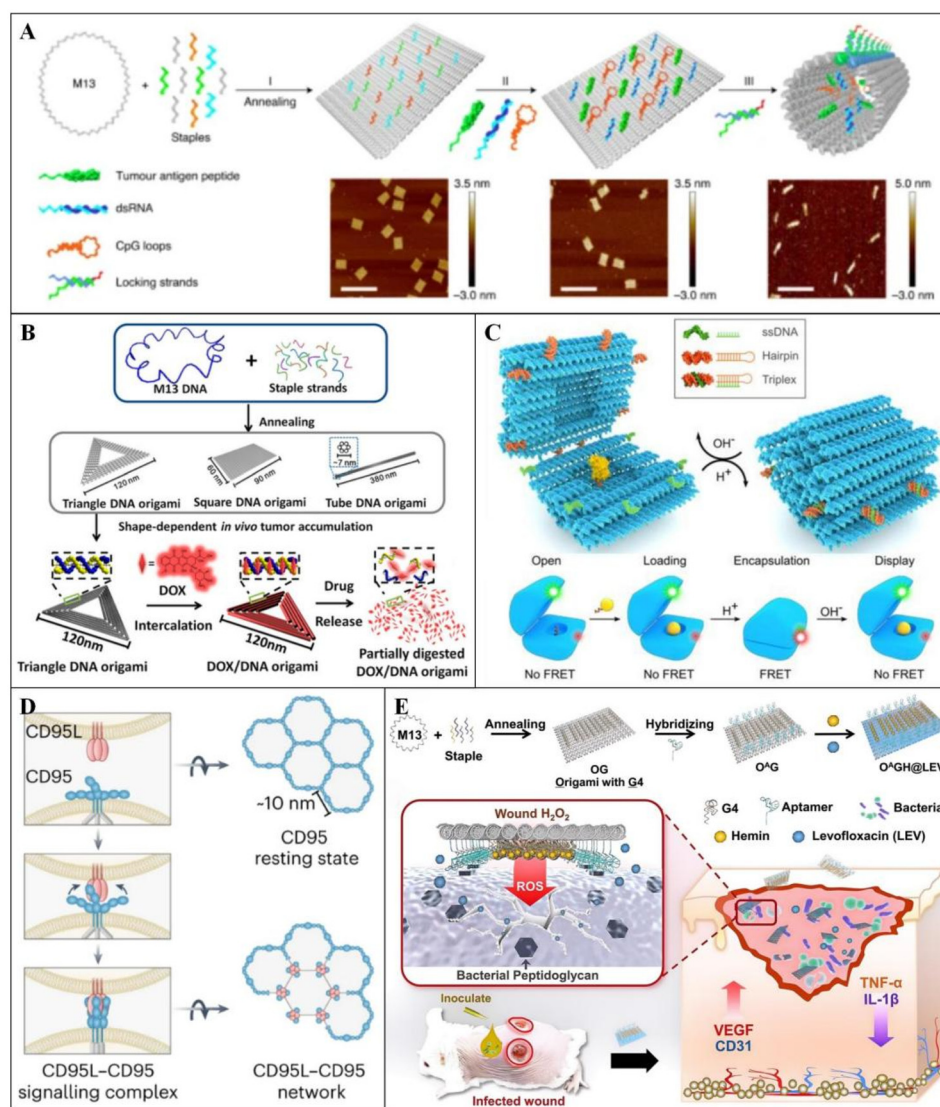 A
M13
+
Staples
I
Annealing
II
III
Tumour antigen peptide
dsRNA
CpG loops
Locking strands
3.5 nm
−3.0 nm
3.5 nm
−3.0 nm
5.0 nm
−3.0 nm
B
M13 DNA
+
Staple strands
Annealing
120 nm
Triangle DNA origami
60 nm
90 nm
Square DNA origami
~7 nm
380 nm
Tube DNA origami
Shape-dependent in vivo tumor accumulation
=
DOX
Intercalation
Drug
Release
120nm
Triangle DNA origami
120nm
DOX/DNA origami
Partially digested
DOX/DNA origami
C
ssDNA
Hairpin
Triplex
OH⁻
H⁺
Open
Loading
Encapsulation
Display
H⁺
OH⁻
No FRET
No FRET
FRET
No FRET
D
CD95L
CD95
~10 nm
CD95
resting state
CD95L–CD95
signalling complex
CD95L–CD95
network
E
M13
+
Staple
Annealing
OG
Origami with G4
Hybridizing
OᴬG
OᴬGH@LEV
G4
Aptamer
Bacteria
Hemin
Levofloxacin (LEV)
Wound H₂O₂
ROS
Bacterial Peptidoglycan
Inoculate
Infected wound
VEGF
CD31
TNF-α
IL-1β